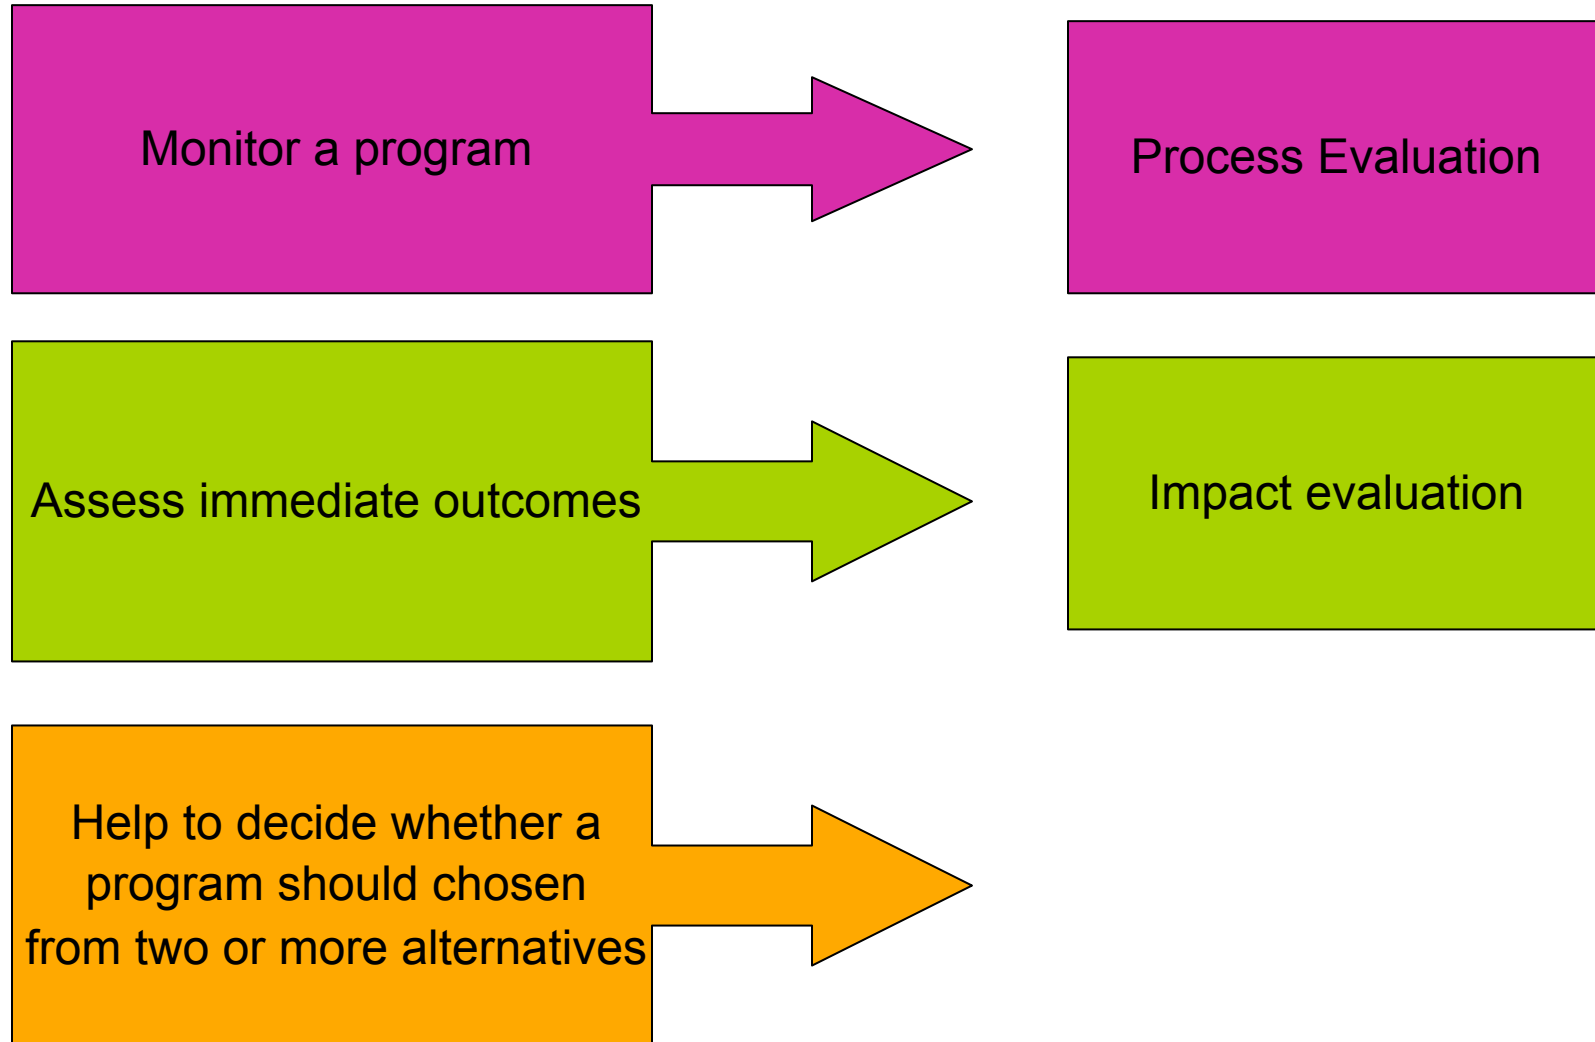 Monitor a program
Process Evaluation
Assess immediate outcomes
Impact evaluation
Help to decide whether a
program should chosen
from two or more alternatives